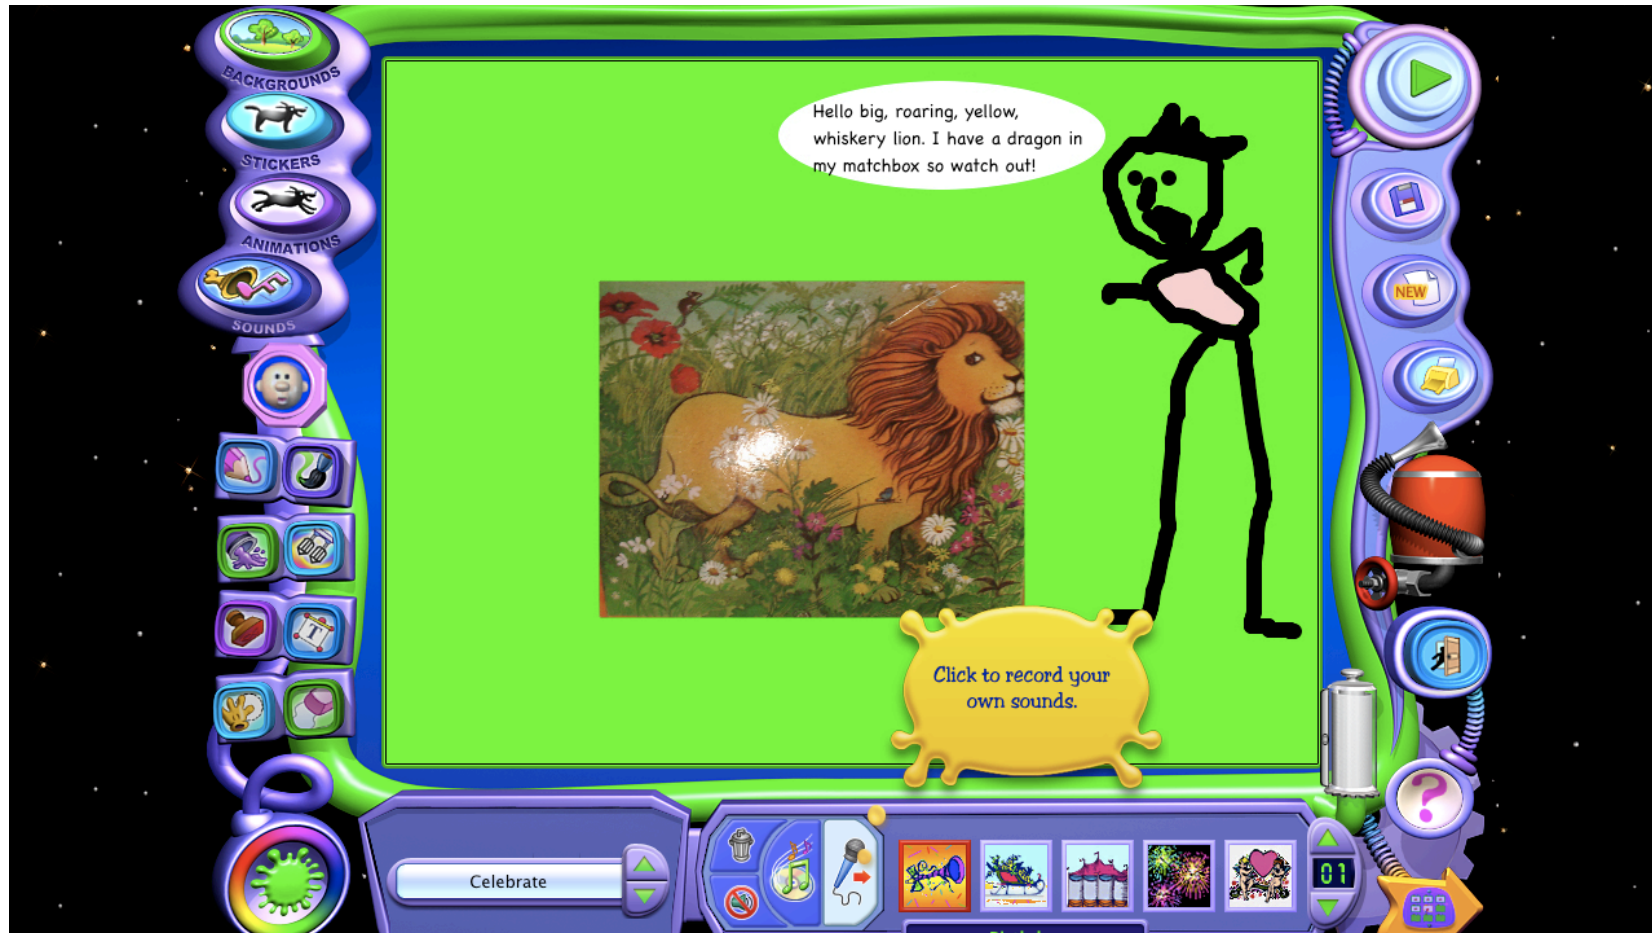 BACKGROUNDS
STICKERS
ANIMATIONS
SOUNDS
Hello big, roaring, yellow,
whiskery lion. I have a dragon in
my matchbox so watch out!
NEW
T
Click to record your
own sounds.
Celebrate
01
?